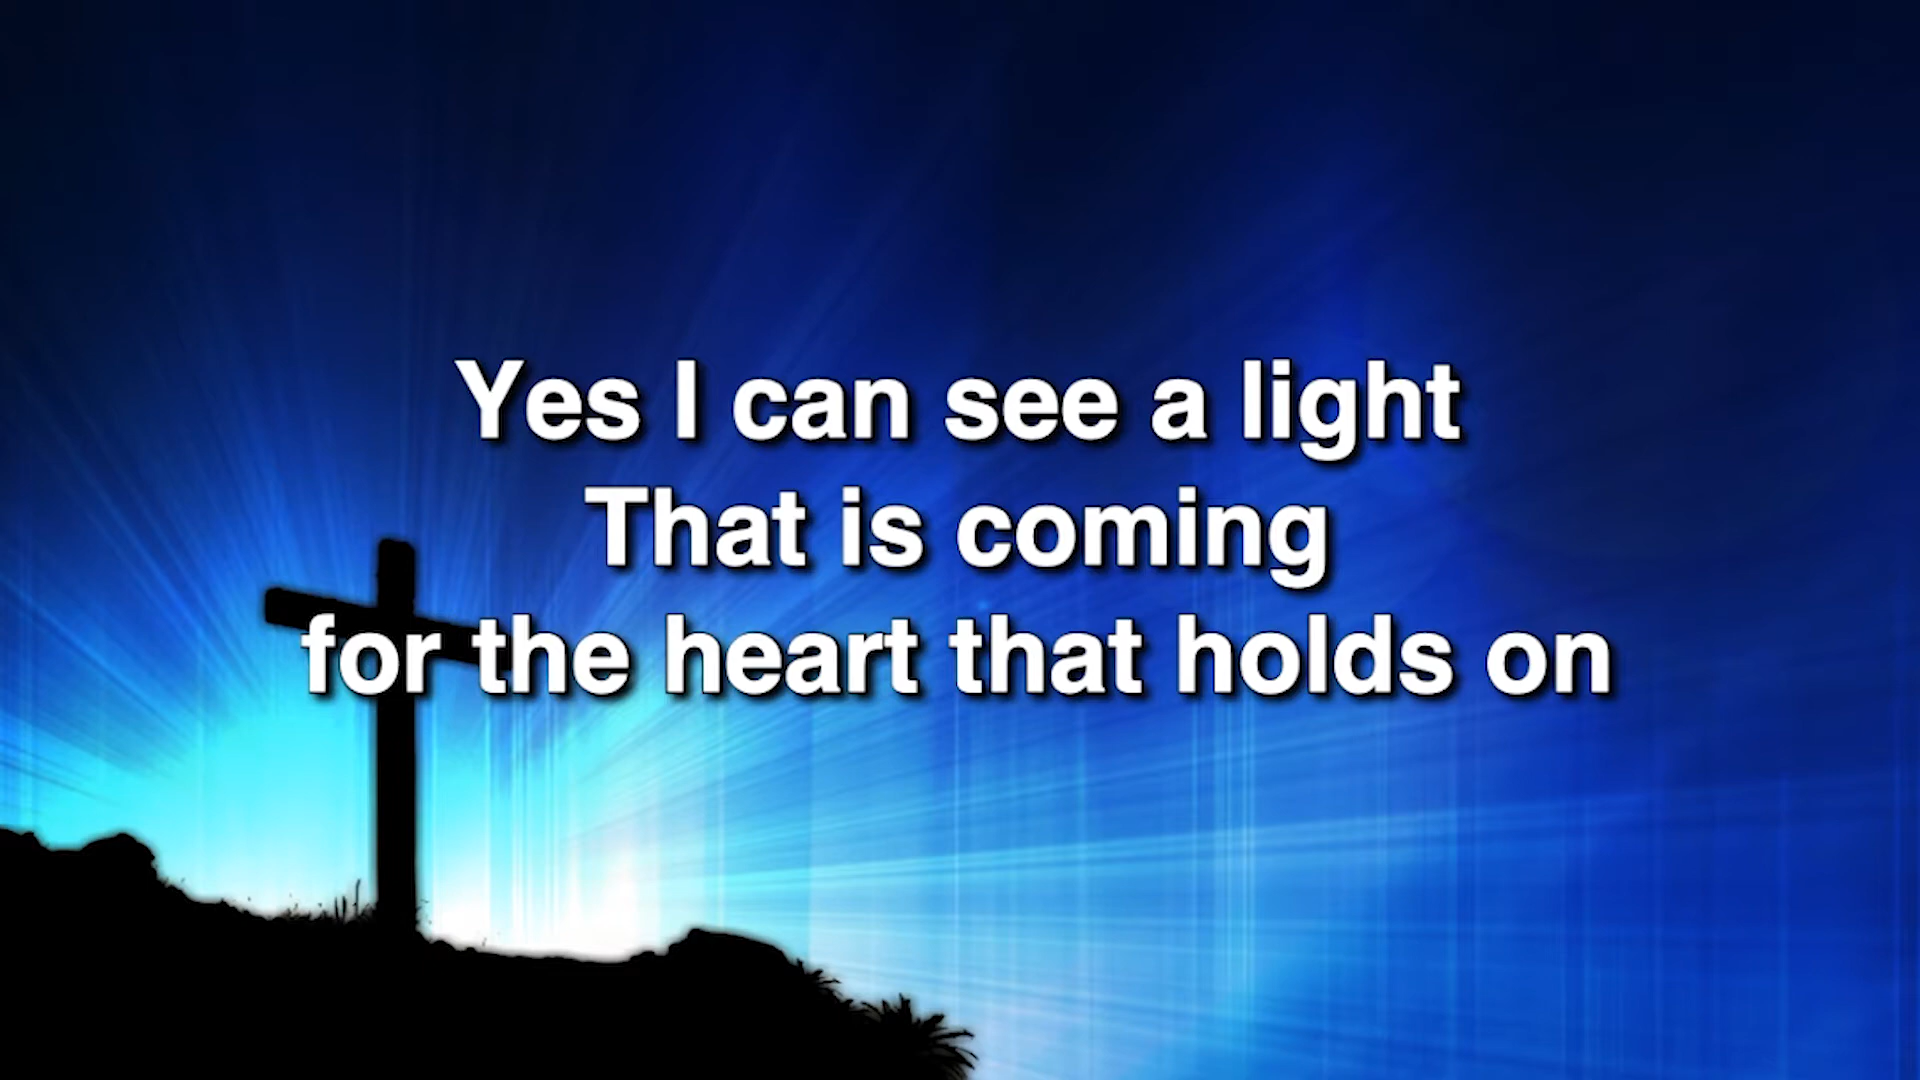 Yes I can see a light
That is coming
for the heart that holds on